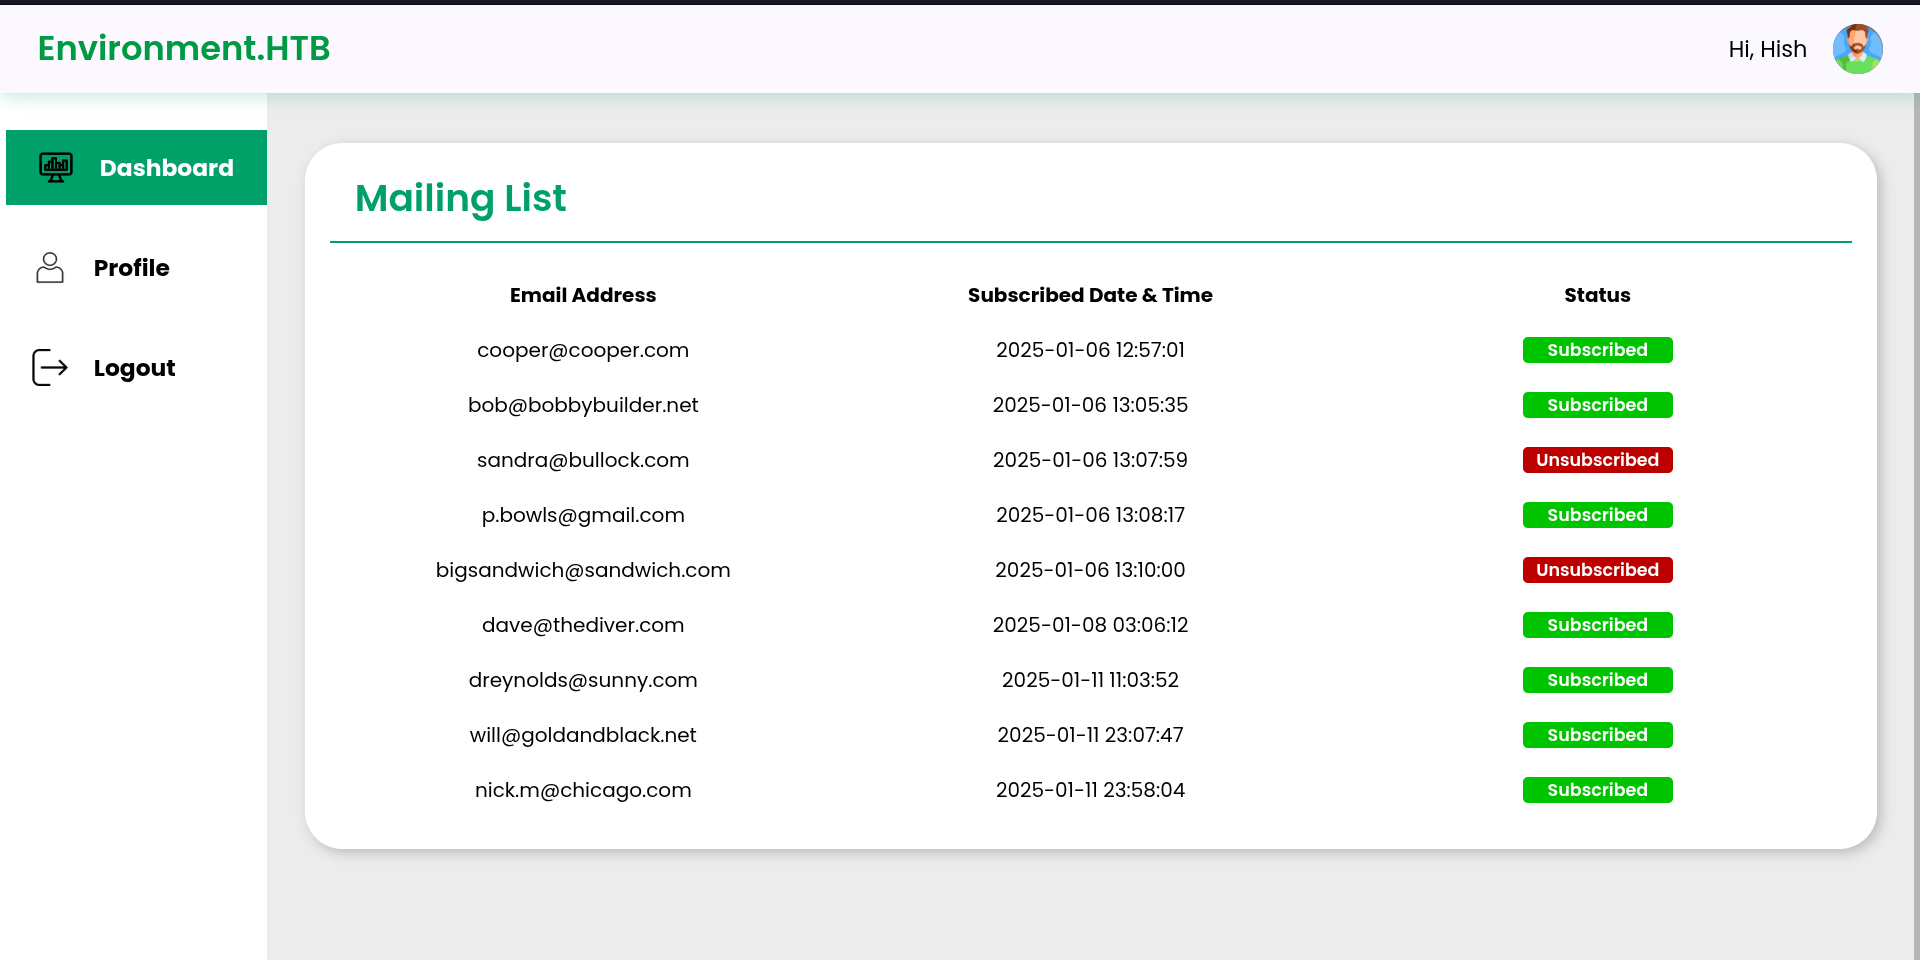 Environment.HTB
Hi, Hish
Dashboard
Profile
Logout
Mailing List
Email Address Subscribed Date & Time Status
cooper@cooper.com 2025-01-06 12:57:01 Subscribed
bob@bobbybuilder.net 2025-01-06 13:05:35 Subscribed
sandra@bullock.com 2025-01-06 13:07:59 Unsubscribed
p.bowls@gmail.com 2025-01-06 13:08:17 Subscribed
bigsandwich@sandwich.com 2025-01-06 13:10:00 Unsubscribed
dave@thediver.com 2025-01-08 03:06:12 Subscribed
dreynolds@sunny.com 2025-01-11 11:03:52 Subscribed
will@goldandblack.net 2025-01-11 23:07:47 Subscribed
nick.m@chicago.com 2025-01-11 23:58:04 Subscribed